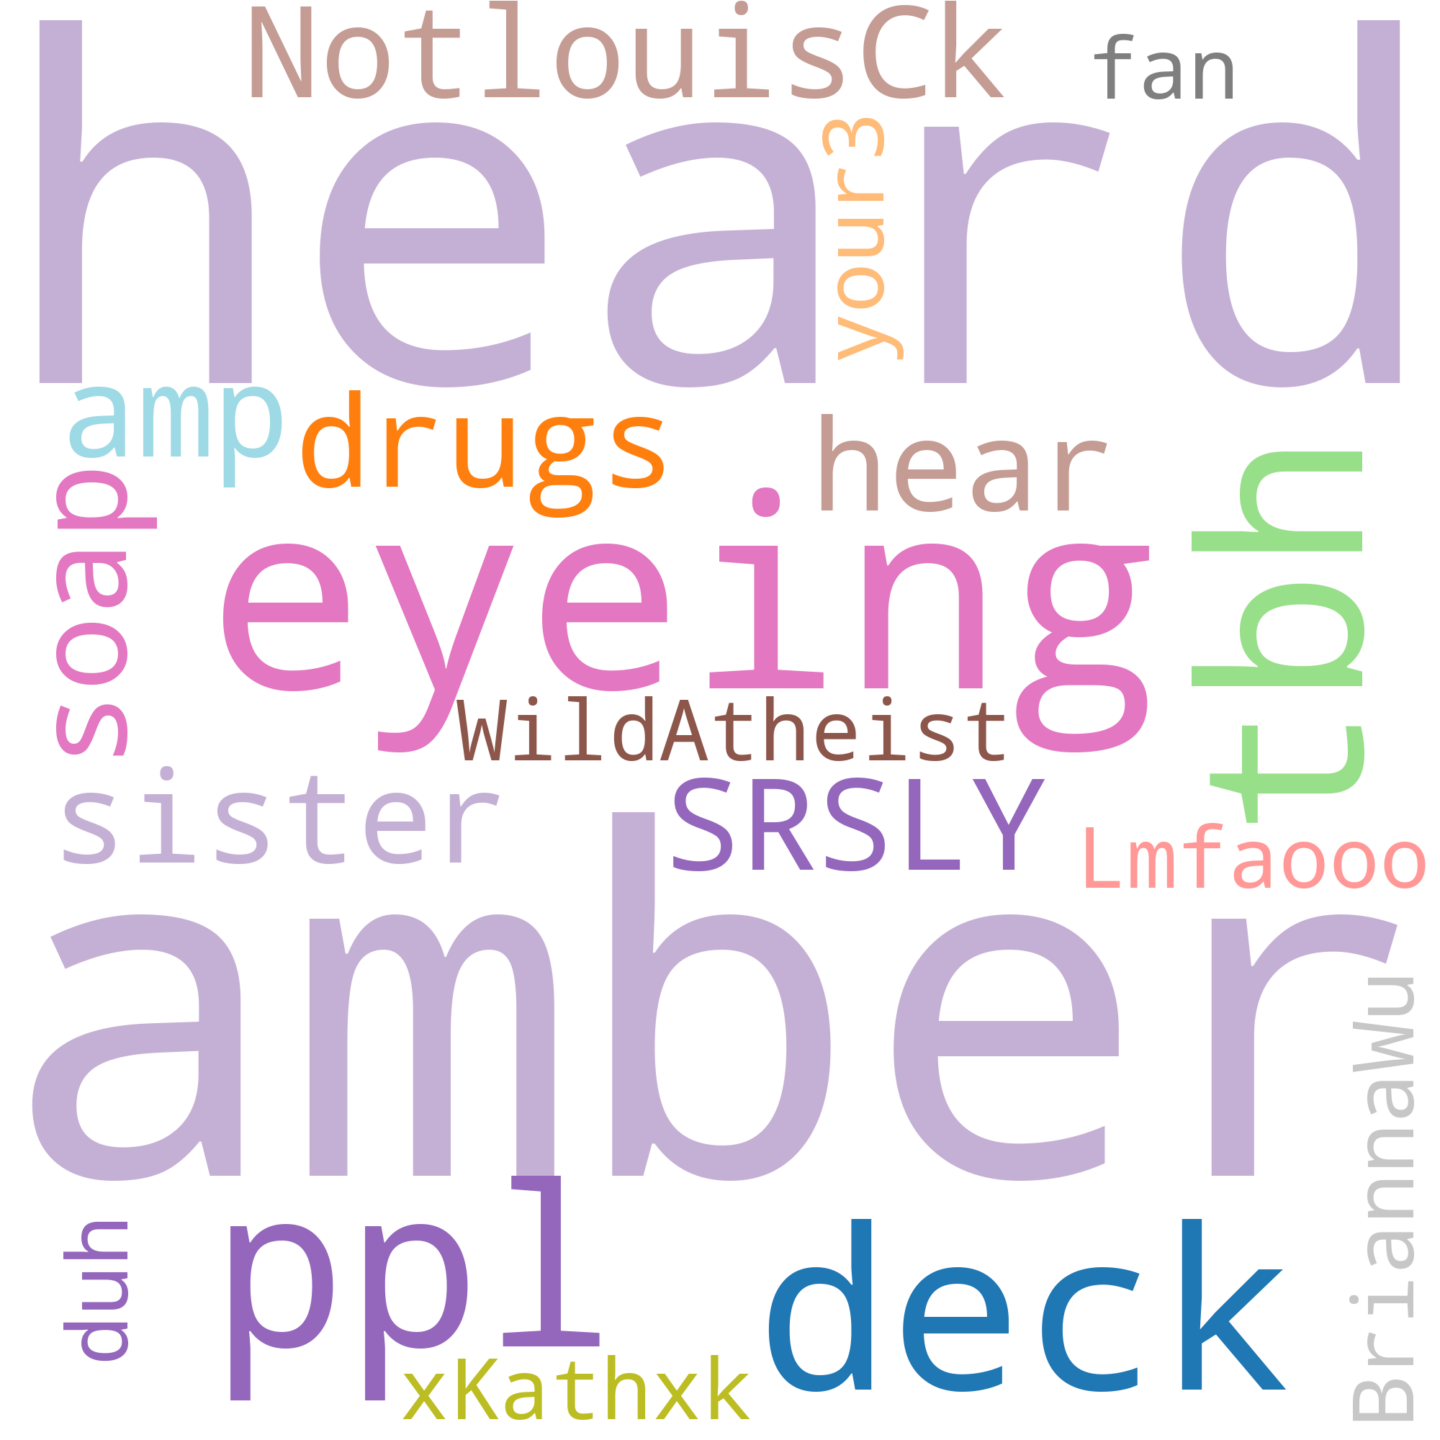 NotlouisCk
fan
heard
your3
amp
drugs
hear
soap
eyeing
tbh
WildAtheist
sister
SRSLY
Lmfaooo
amber
BriannaWu
duh
ppl
deck
xKathxk